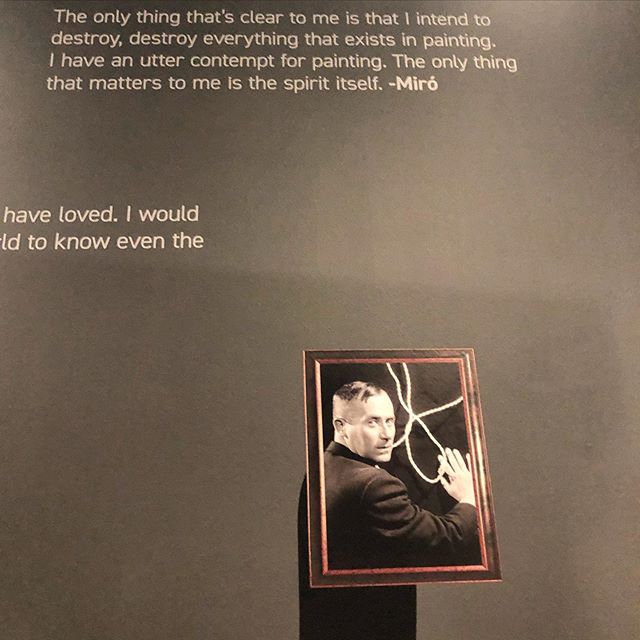 The only thing that's clear to me is that I intend to
destroy, destroy everything that exists in painting.
I have an utter contempt for painting. The only thing
that matters to me is the spirit itself. -Miró
have loved. I would
to know even the